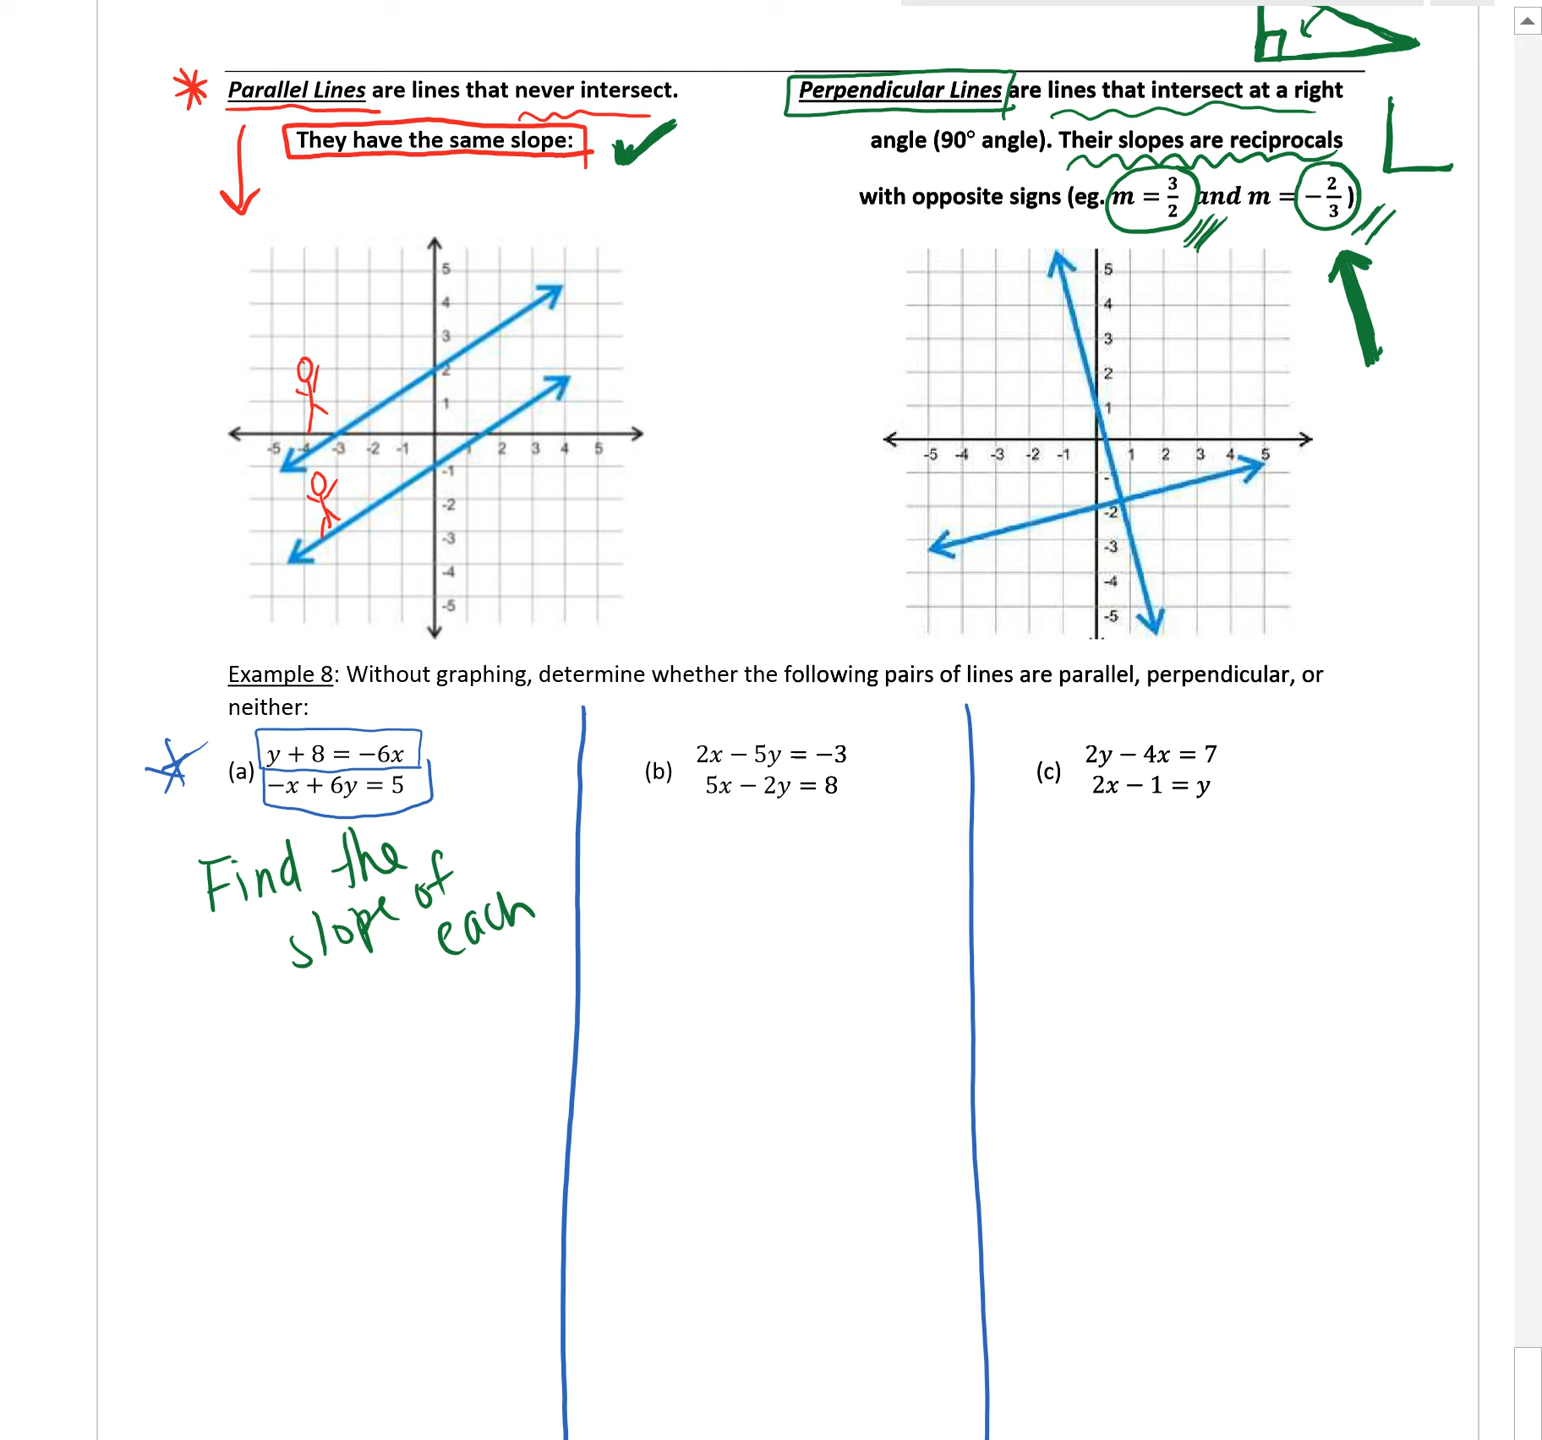 Parallel Lines are lines that never intersect.
They have the same slope:
Perpendicular Lines are lines that intersect at a right
angle (90° angle). Their slopes are reciprocals
with opposite signs (eg. m = 3/2 and m = −2/3)
5
4
3
2
1
-5 -4 -3 -2 -1 1 2 3 4 5
-1
-2
-3
-4
-5
5
4
3
2
1
-5 -4 -3 -2 -1 1 2 3 4 5
-2
-3
-4
-5
Example 8: Without graphing, determine whether the following pairs of lines are parallel, perpendicular, or
neither:
(a) y + 8 = −6x
−x + 6y = 5
(b) 2x − 5y = −3
5x − 2y = 8
(c) 2y − 4x = 7
2x − 1 = y
Find the
slope of
each